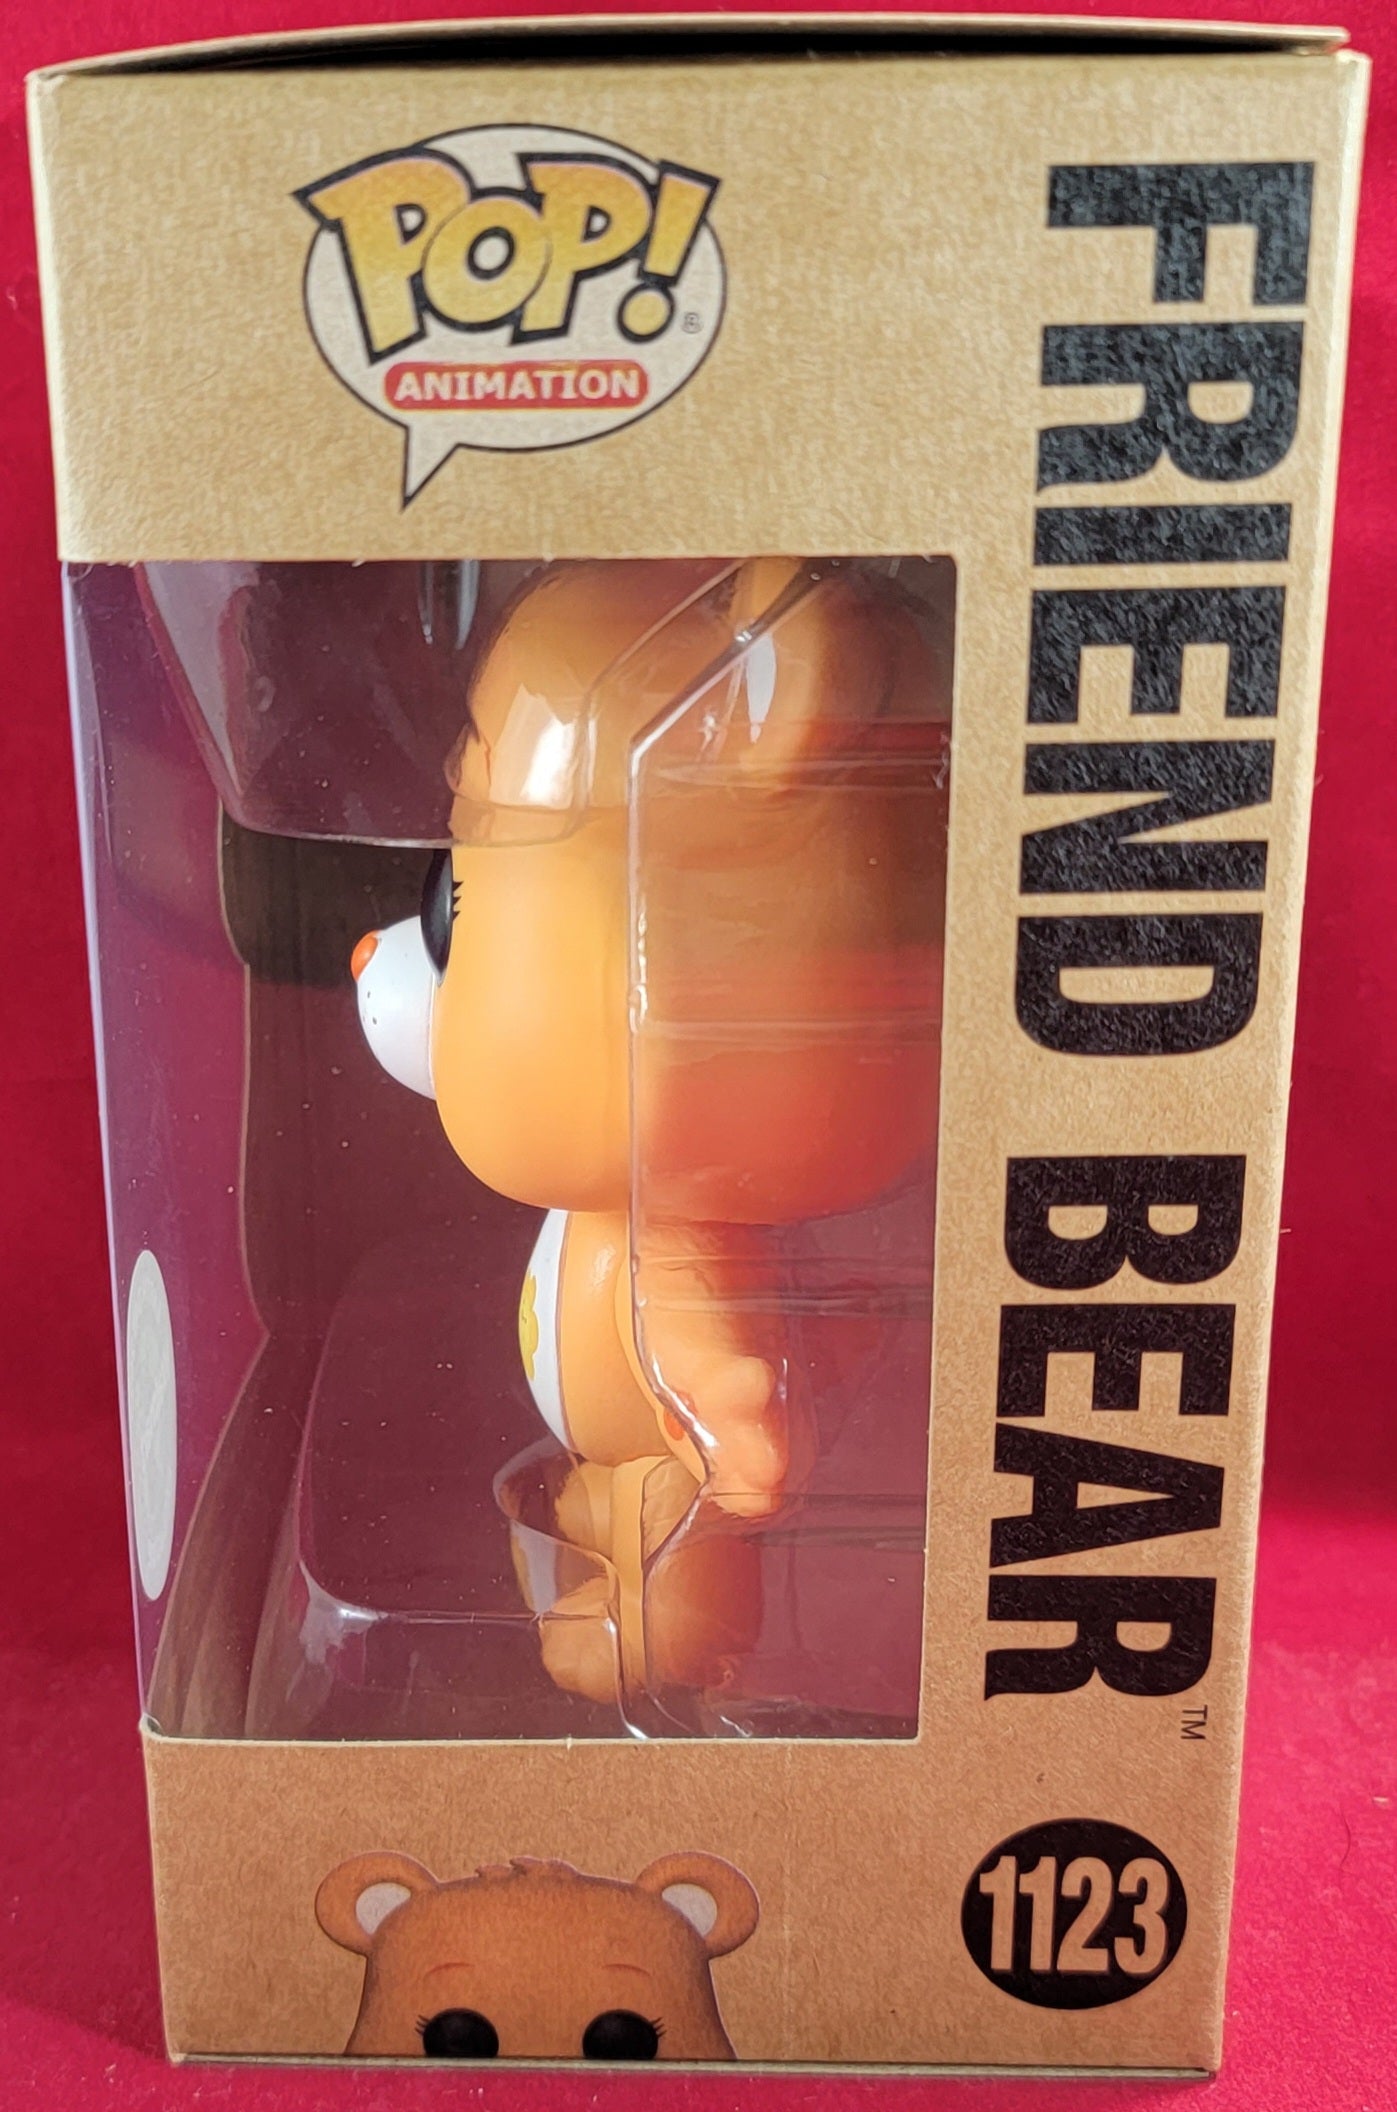 POP!®
ANIMATION
FRIEND BEAR™
1123